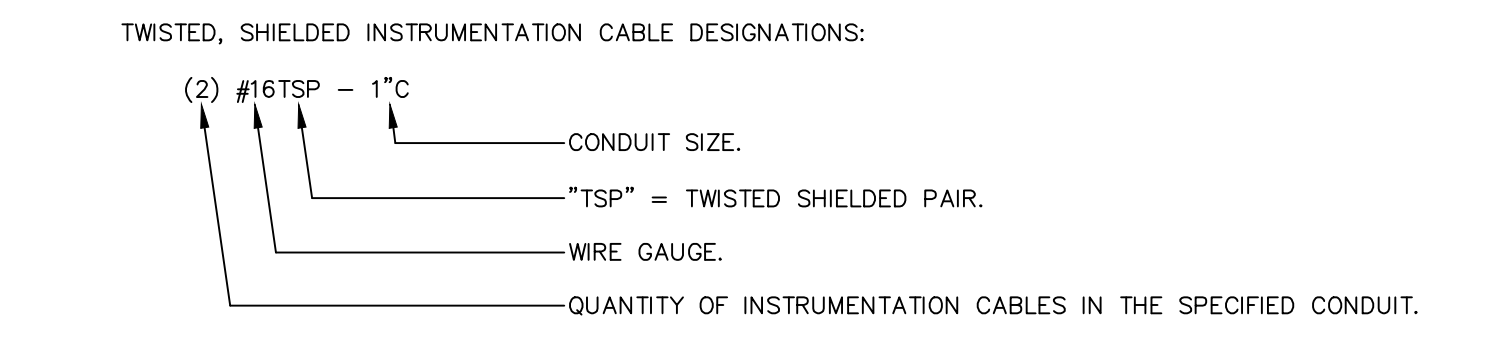 TWISTED, SHIELDED INSTRUMENTATION CABLE DESIGNATIONS:
(2) #16TSP - 1"C
CONDUIT SIZE.
"TSP" = TWISTED SHIELDED PAIR.
WIRE GAUGE.
QUANTITY OF INSTRUMENTATION CABLES IN THE SPECIFIED CONDUIT.